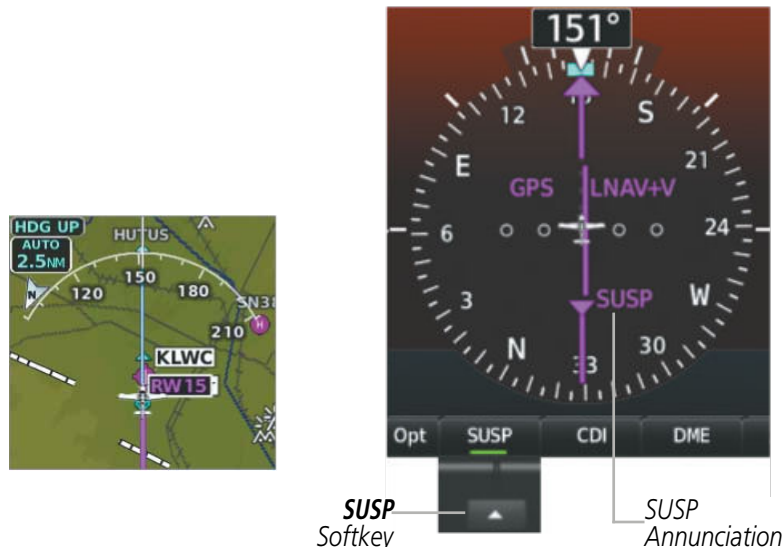 HDG UP
AUTO
2.5NM
HUTUS
N
120
150
180
210
SN38
H
KLWC
RW15
151°
12
S
E
21
GPS
LNAV+V
6
24
3
SUSP
W
N
33
30
Opt
SUSP
CDI
DME
SUSP
Softkey
SUSP
Annunciation